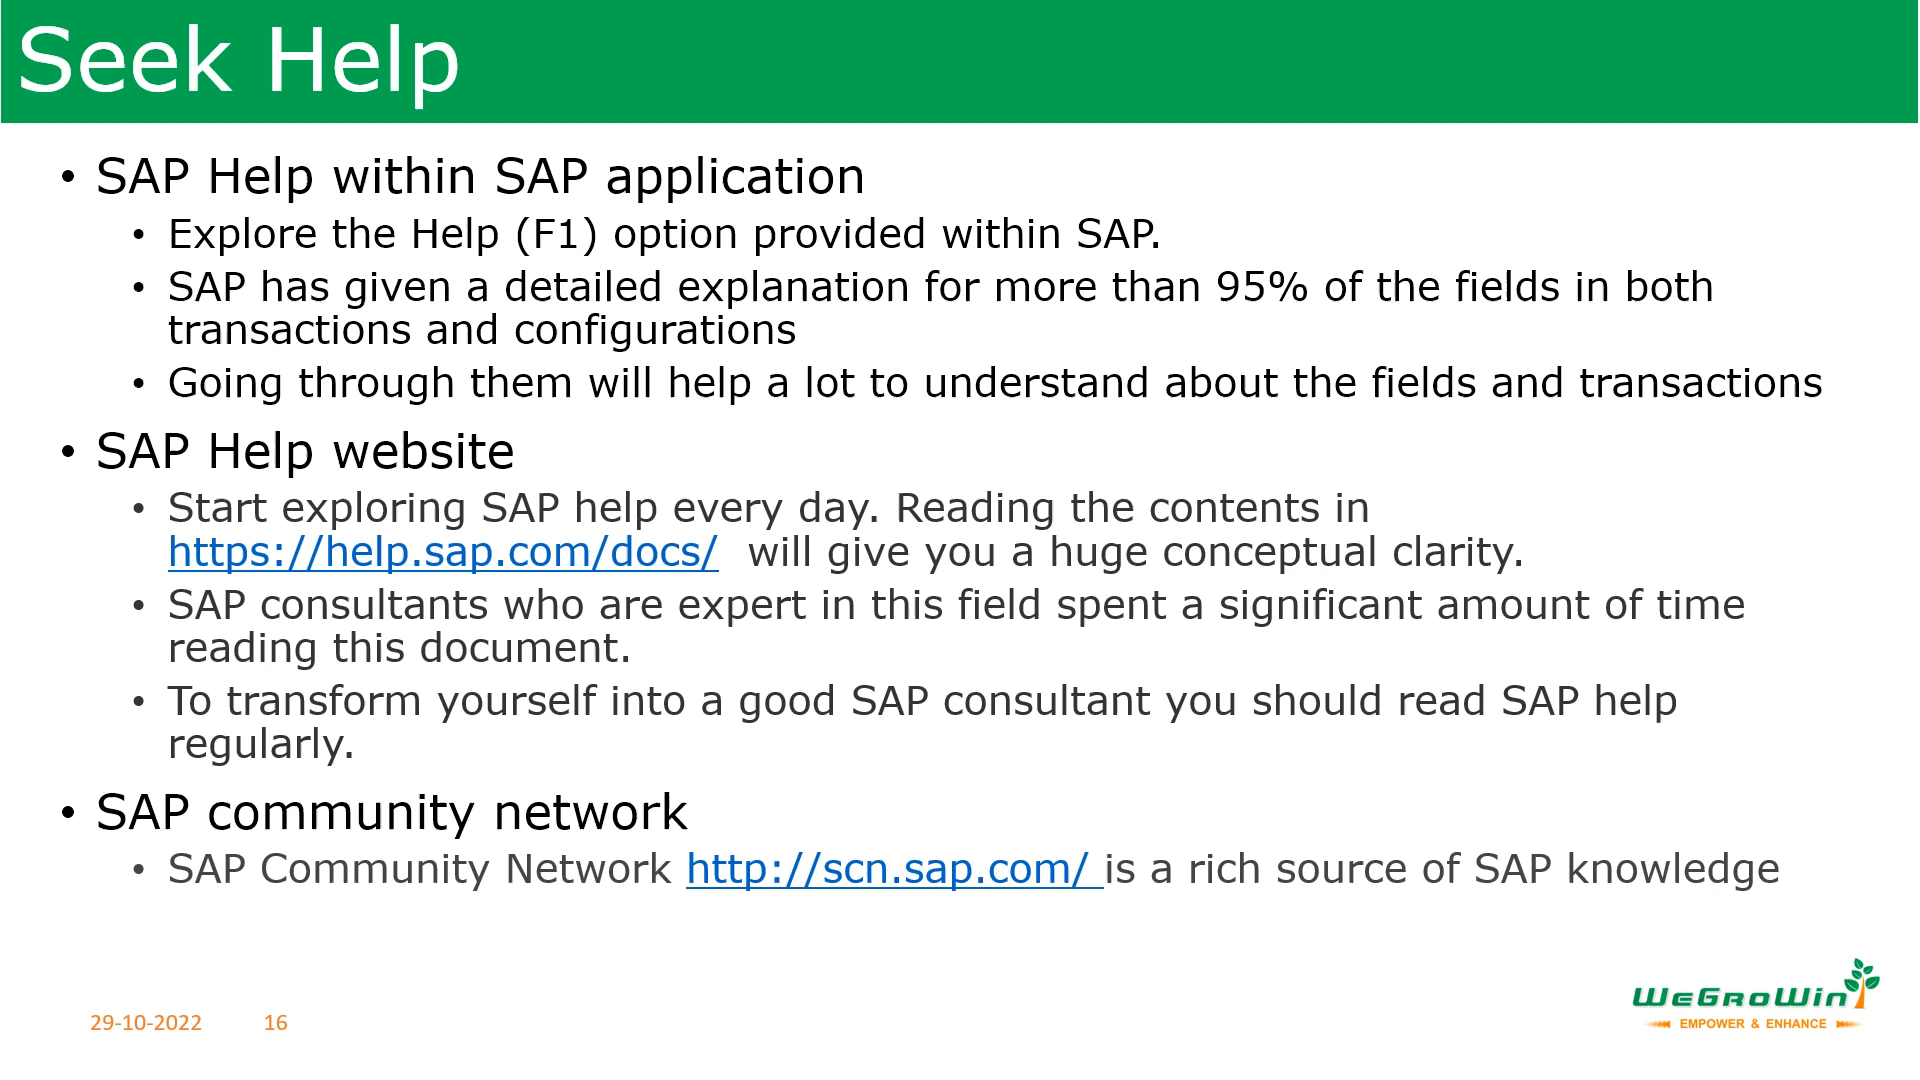 Seek Help
• SAP Help within SAP application
• Explore the Help (F1) option provided within SAP.
• SAP has given a detailed explanation for more than 95% of the fields in both
transactions and configurations
• Going through them will help a lot to understand about the fields and transactions
• SAP Help website
• Start exploring SAP help every day. Reading the contents in
https://help.sap.com/docs/ will give you a huge conceptual clarity.
• SAP consultants who are expert in this field spent a significant amount of time
reading this document.
• To transform yourself into a good SAP consultant you should read SAP help
regularly.
• SAP community network
• SAP Community Network http://scn.sap.com/ is a rich source of SAP knowledge
29-10-2022 16
WeGroWin
EMPOWER & ENHANCE